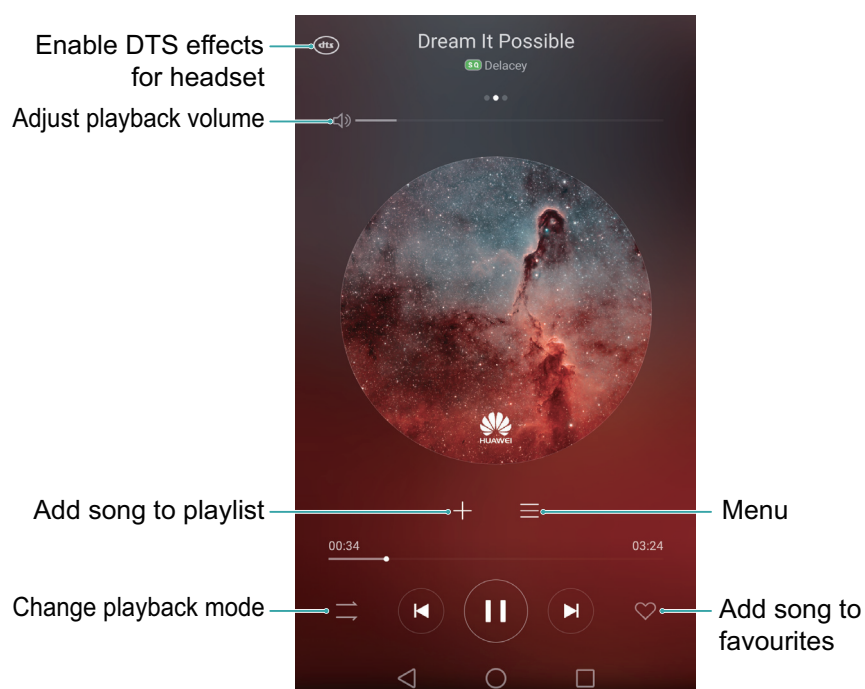 Enable DTS effects
for headset
dts
Dream It Possible
SQ Delacey
Adjust playback volume
HUAWEI
Add song to playlist
Menu
00:34
03:24
Change playback mode
Add song to
favourites